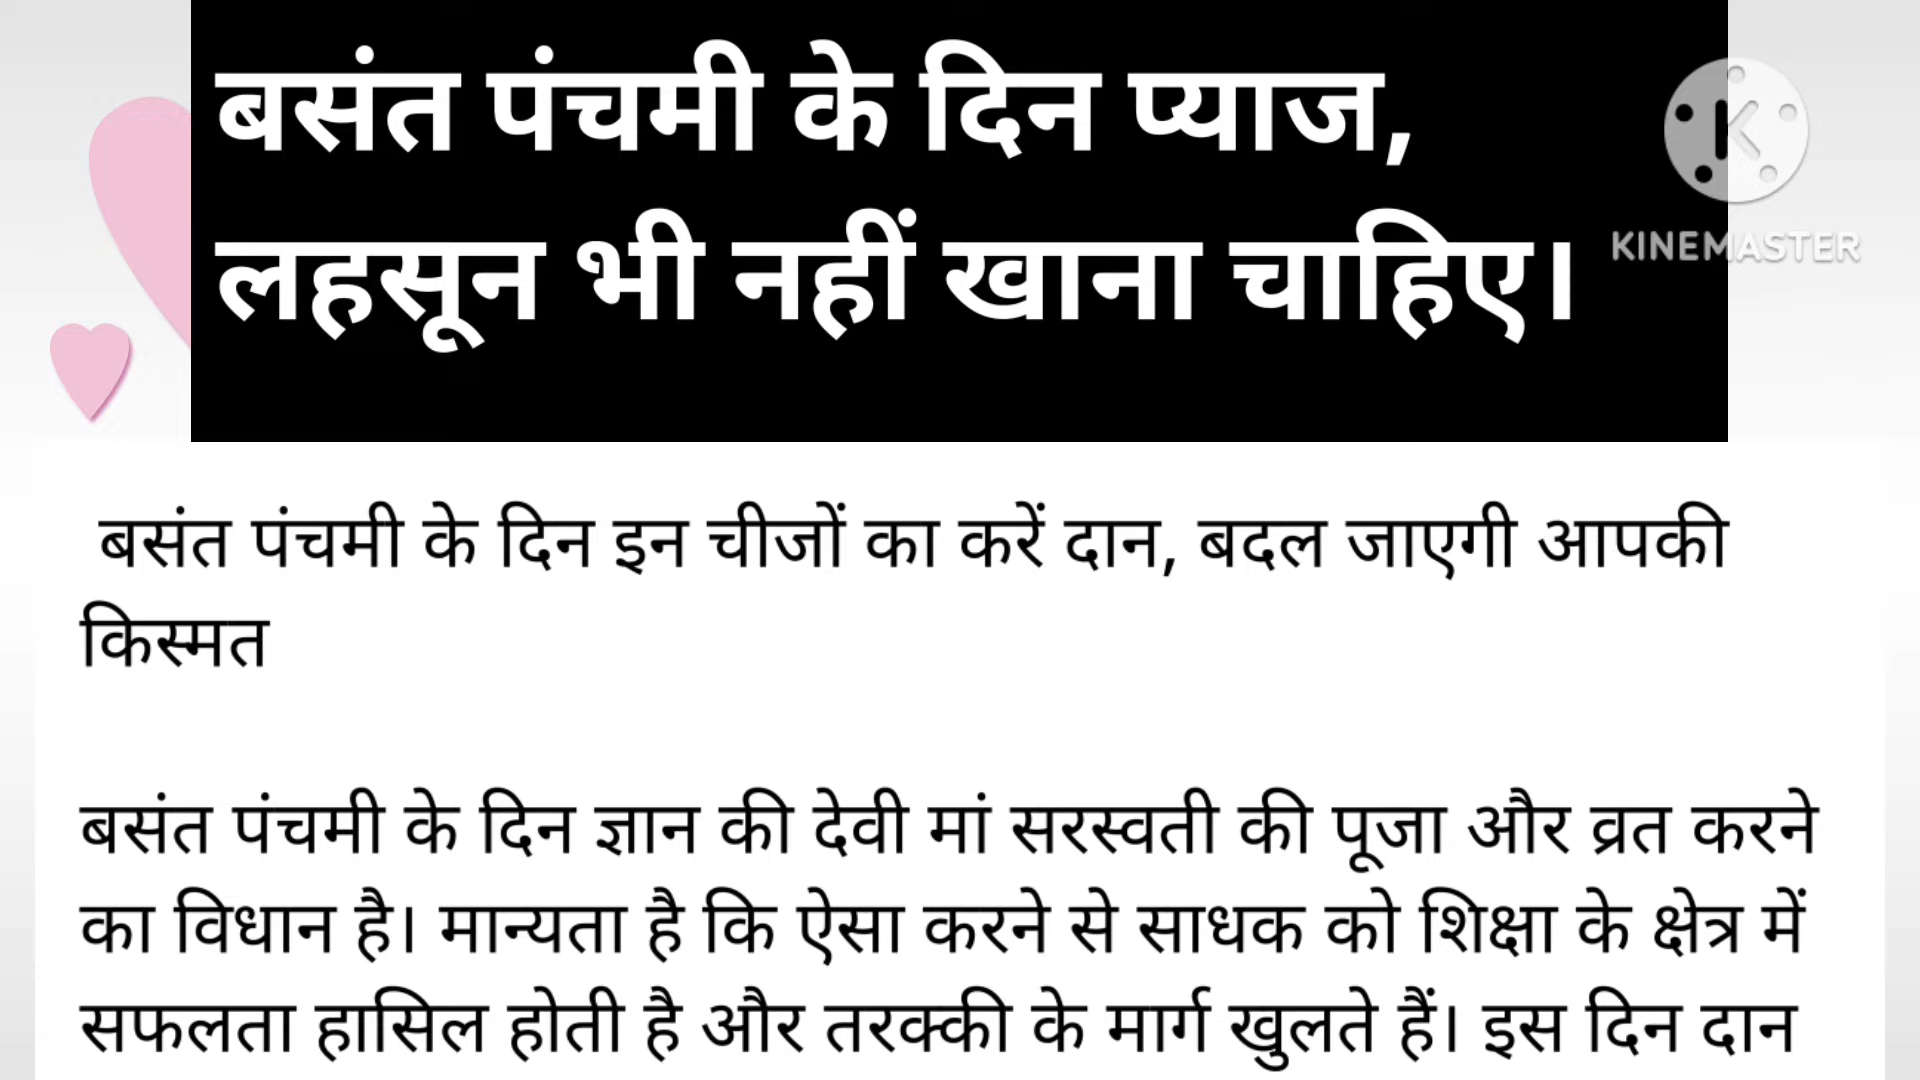 बसंत पंचमी के दिन प्याज,
लहसून भी नहीं खाना चाहिए।
KINEMASTER
बसंत पंचमी के दिन इन चीजों का करें दान, बदल जाएगी आपकी
किस्मत
बसंत पंचमी के दिन ज्ञान की देवी मां सरस्वती की पूजा और व्रत करने
का विधान है। मान्यता है कि ऐसा करने से साधक को शिक्षा के क्षेत्र में
सफलता हासिल होती है और तरक्की के मार्ग खुलते हैं। इस दिन दान